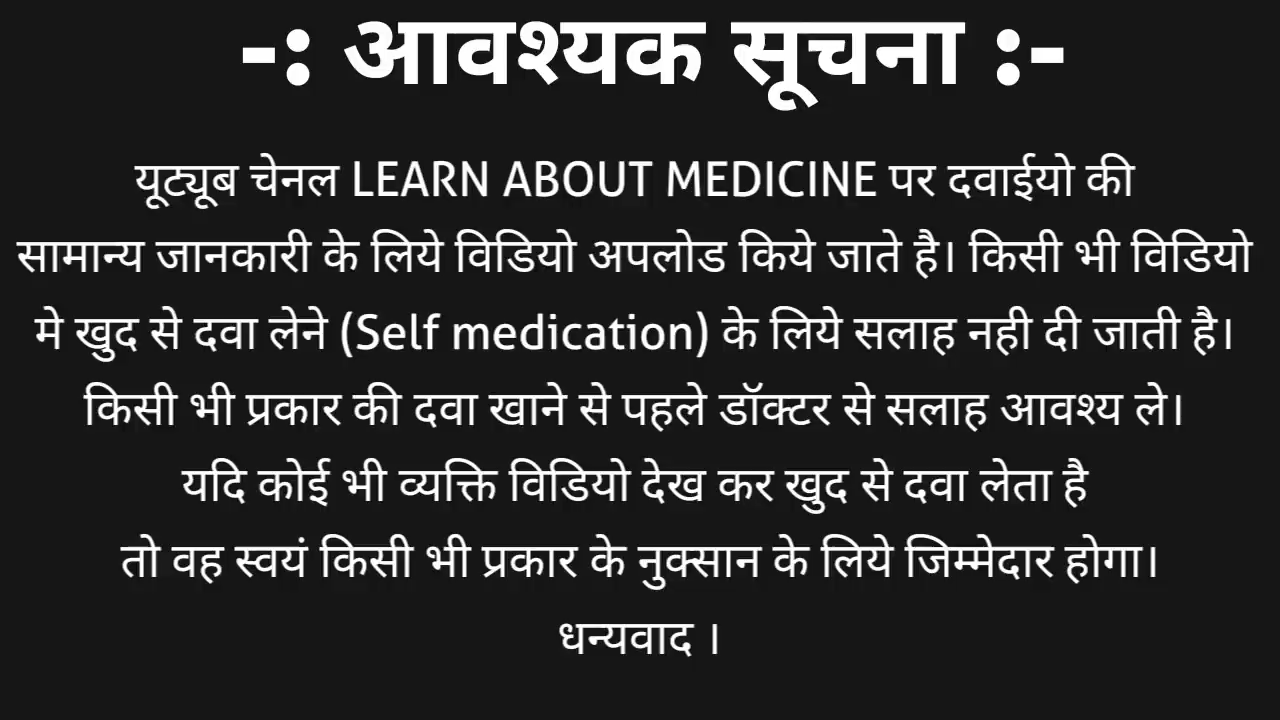 -: आवश्यक सूचना :-
यूट्यूब चेनल LEARN ABOUT MEDICINE पर दवाईयो की
सामान्य जानकारी के लिये विडियो अपलोड किये जाते है। किसी भी विडियो
मे खुद से दवा लेने (Self medication) के लिये सलाह नही दी जाती है।
किसी भी प्रकार की दवा खाने से पहले डॉक्टर से सलाह आवश्य ले।
यदि कोई भी व्यक्ति विडियो देख कर खुद से दवा लेता है
तो वह स्वयं किसी भी प्रकार के नुक्सान के लिये जिम्मेदार होगा।
धन्यवाद ।